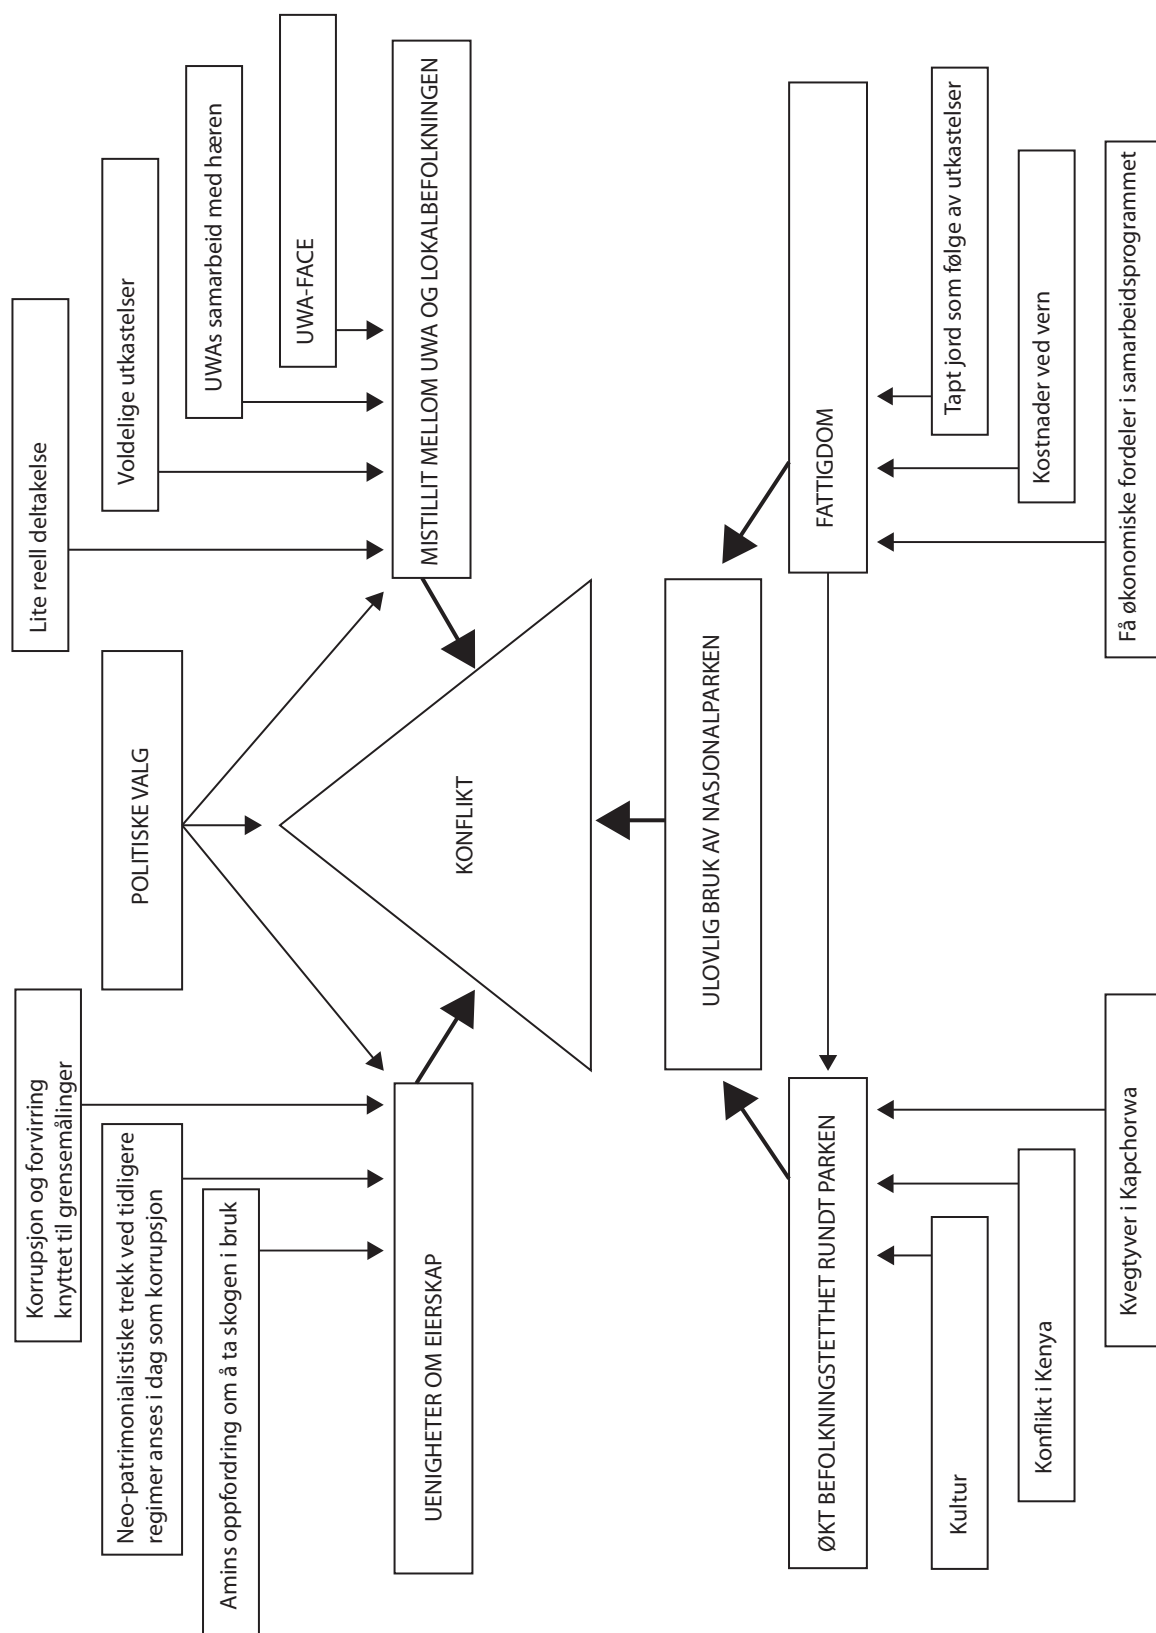 Korrupsjon og forvirring
knyttet til grensemålinger
Neo-patrimonialistiske trekk ved tidligere
regimer anses i dag som korrupsjon
Amins oppfordring om å ta skogen i bruk
UENIGHETER OM EIERSKAP
POLITISKE VALG
KONFLIKT
Lite reell deltakelse
Voldelige utkastelser
UWAs samarbeid med hæren
UWA-FACE
MISTILLIT MELLOM UWA OG LOKALBEFOLKNINGEN
ULOVLIG BRUK AV NASJONALPARKEN
ØKT BEFOLKNINGSTETTHET RUNDT PARKEN
Kultur
Konflikt i Kenya
Kvegtyver i Kapchorwa
FATTIGDOM
Tapt jord som følge av utkastelser
Kostnader ved vern
Få økonomiske fordeler i samarbeidsprogrammet